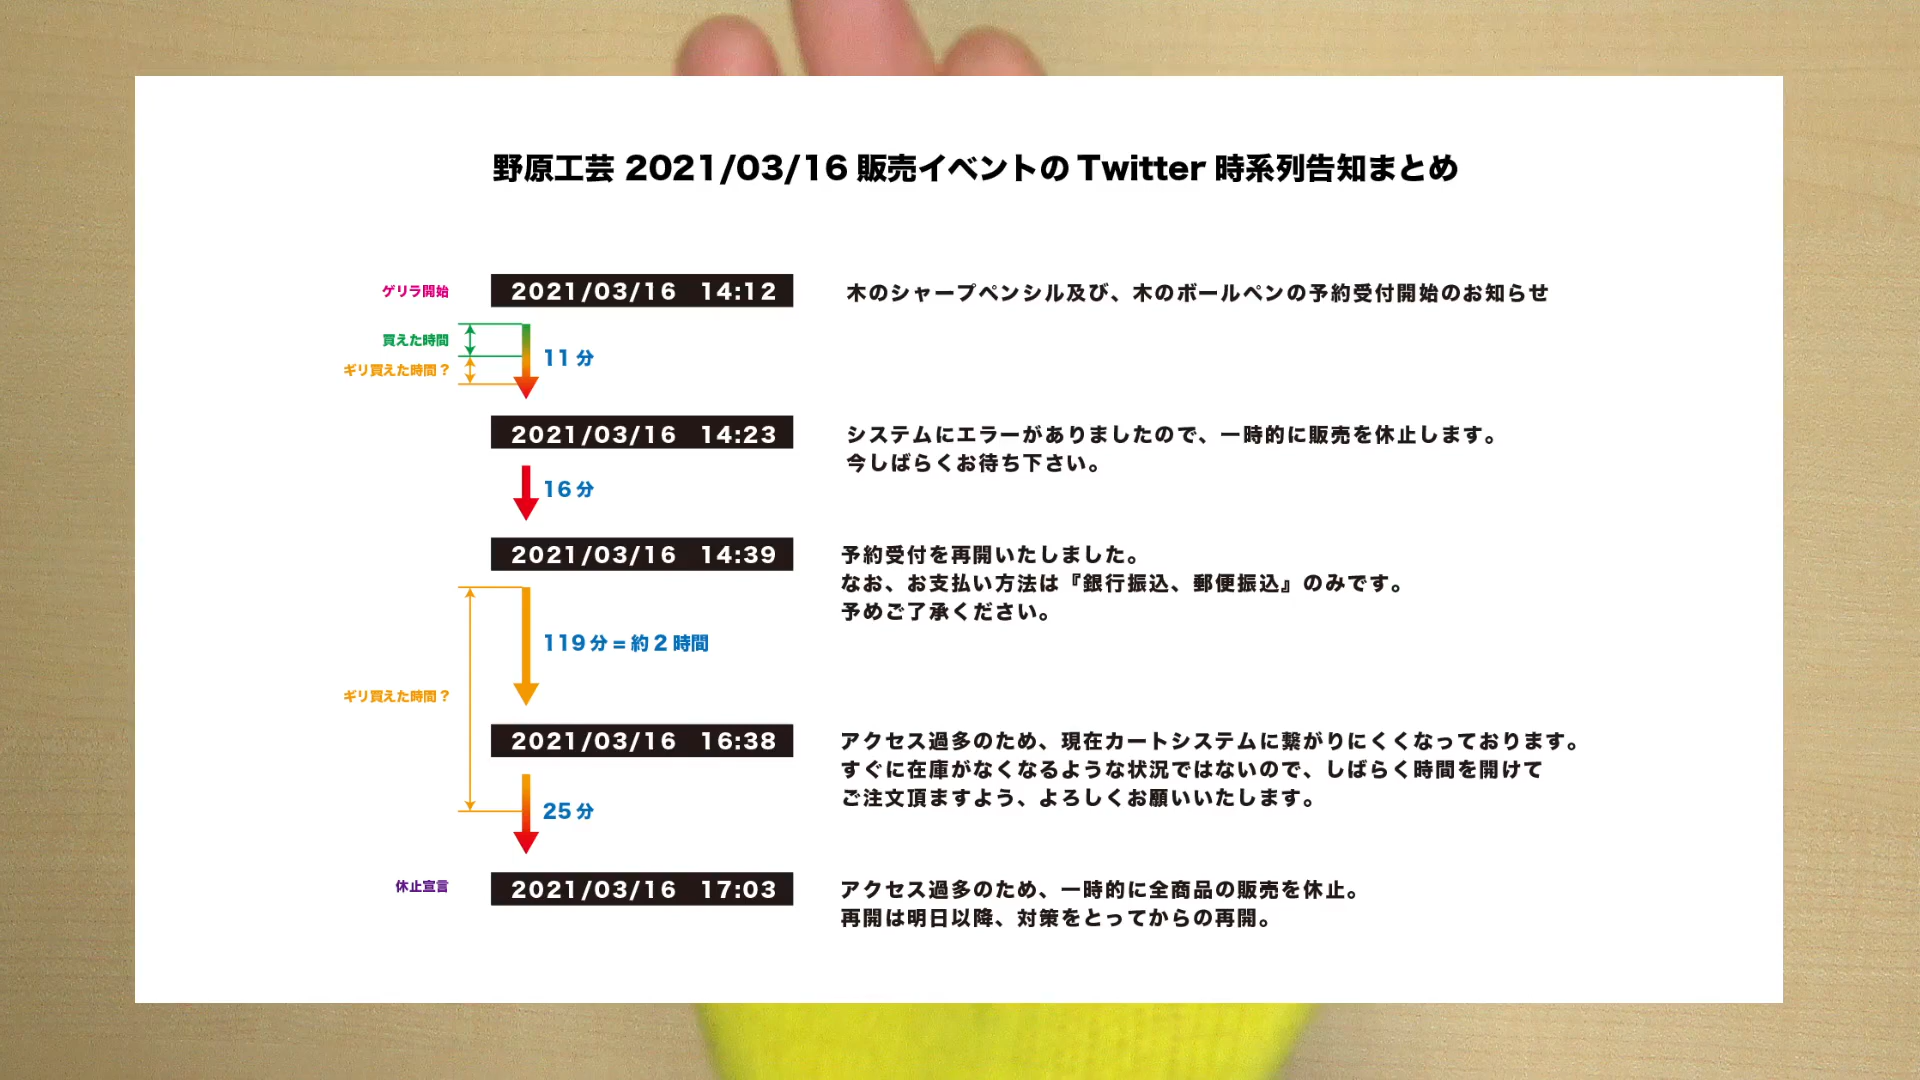 野原工芸 2021/03/16 販売イベントのTwitter 時系列告知まとめ
ゲリラ開始
2021/03/16 14:12
木のシャープペンシル及び、木のボールペンの予約受付開始のお知らせ
買えた時間
ギリ買えた時間？
11分
2021/03/16 14:23
システムにエラーがありましたので、一時的に販売を休止します。
今しばらくお待ち下さい。
16分
2021/03/16 14:39
予約受付を再開いたしました。
なお、お支払い方法は『銀行振込、郵便振込』のみです。
予めご了承ください。
119分=約2時間
ギリ買えた時間？
2021/03/16 16:38
アクセス過多のため、現在カートシステムに繋がりにくくなっております。
すぐに在庫がなくなるような状況ではないので、しばらく時間を開けて
ご注文頂ますよう、よろしくお願いいたします。
25分
休止宣言
2021/03/16 17:03
アクセス過多のため、一時的に全商品の販売を休止。
再開は明日以降、対策をとってからの再開。